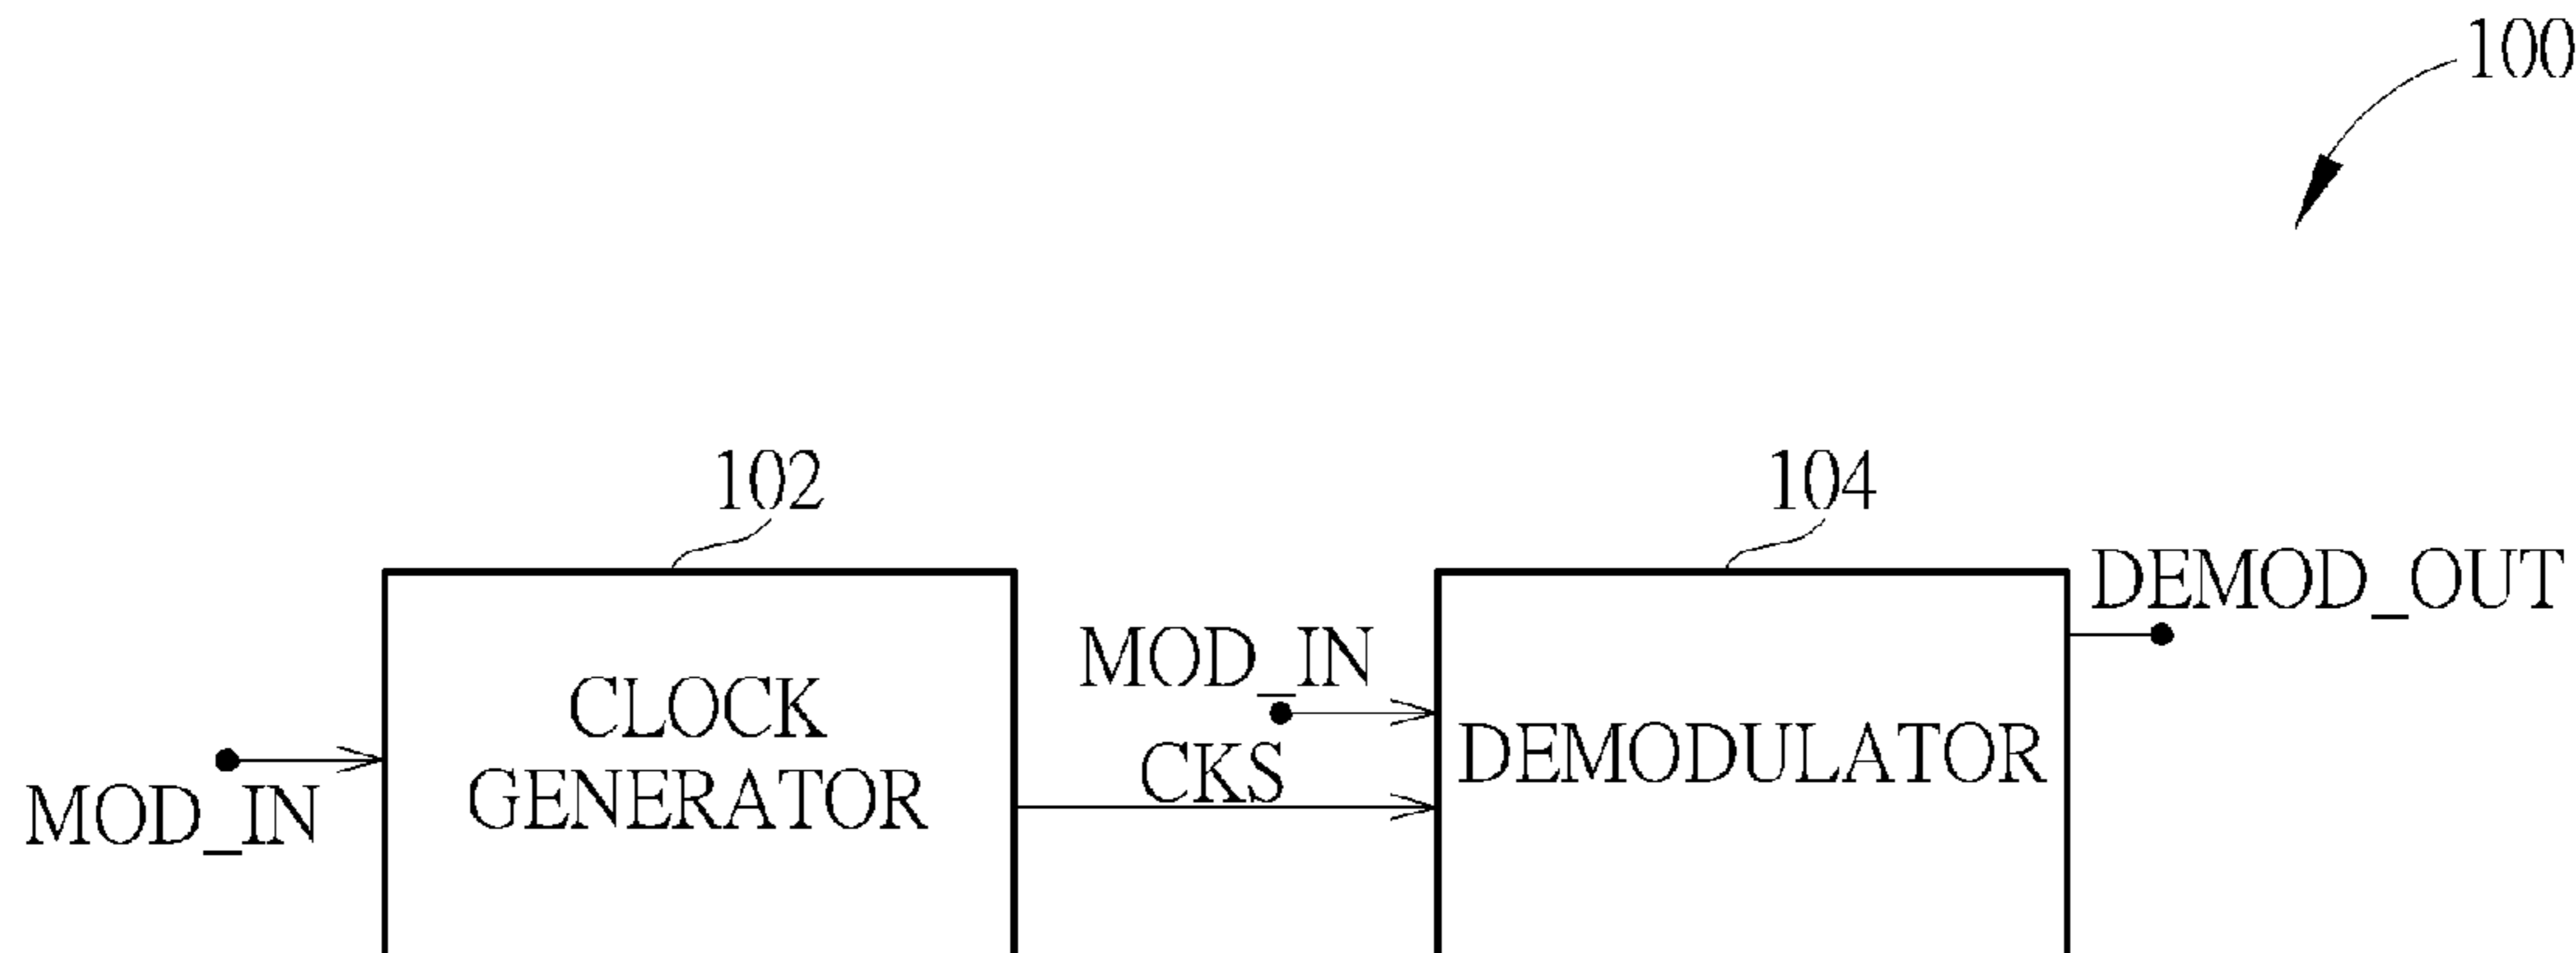 100
102
104
DEMOD_OUT
MOD_IN
CLOCK
GENERATOR
MOD_IN
CKS
DEMODULATOR